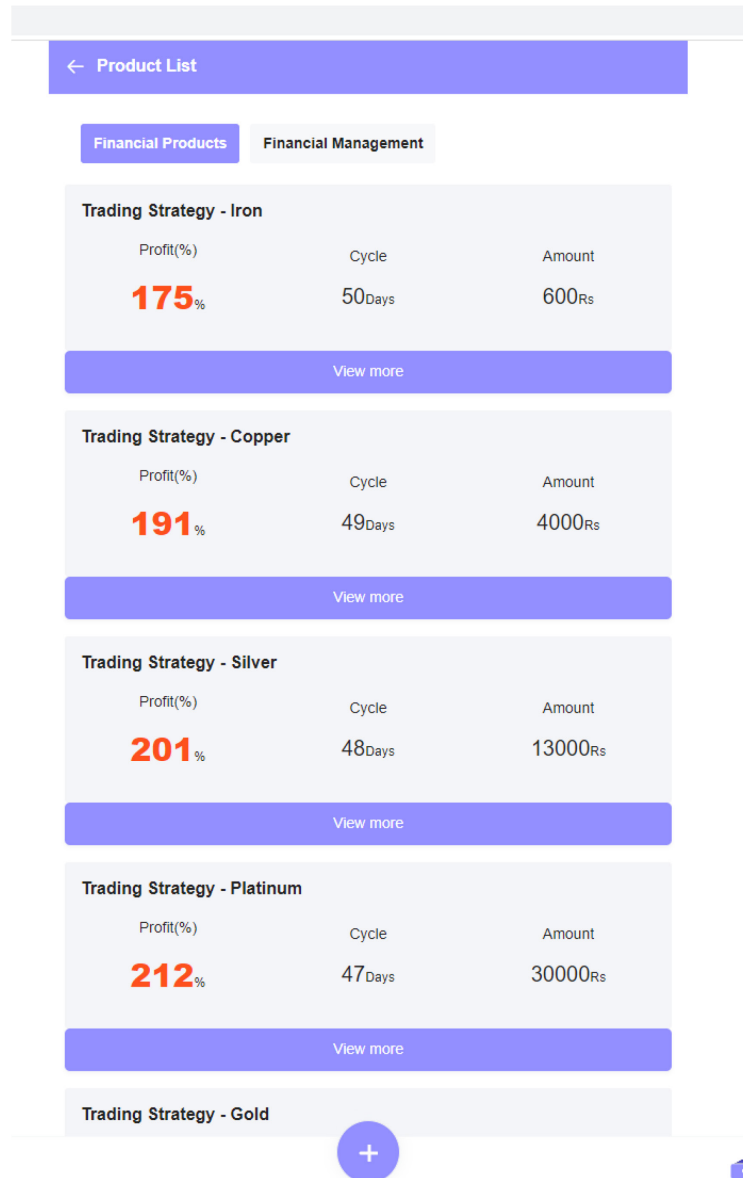 ← Product List
Financial Products Financial Management
Trading Strategy - Iron
Profit(%) Cycle Amount
175% 50Days 600Rs
View more
Trading Strategy - Copper
Profit(%) Cycle Amount
191% 49Days 4000Rs
View more
Trading Strategy - Silver
Profit(%) Cycle Amount
201% 48Days 13000Rs
View more
Trading Strategy - Platinum
Profit(%) Cycle Amount
212% 47Days 30000Rs
View more
Trading Strategy - Gold
+